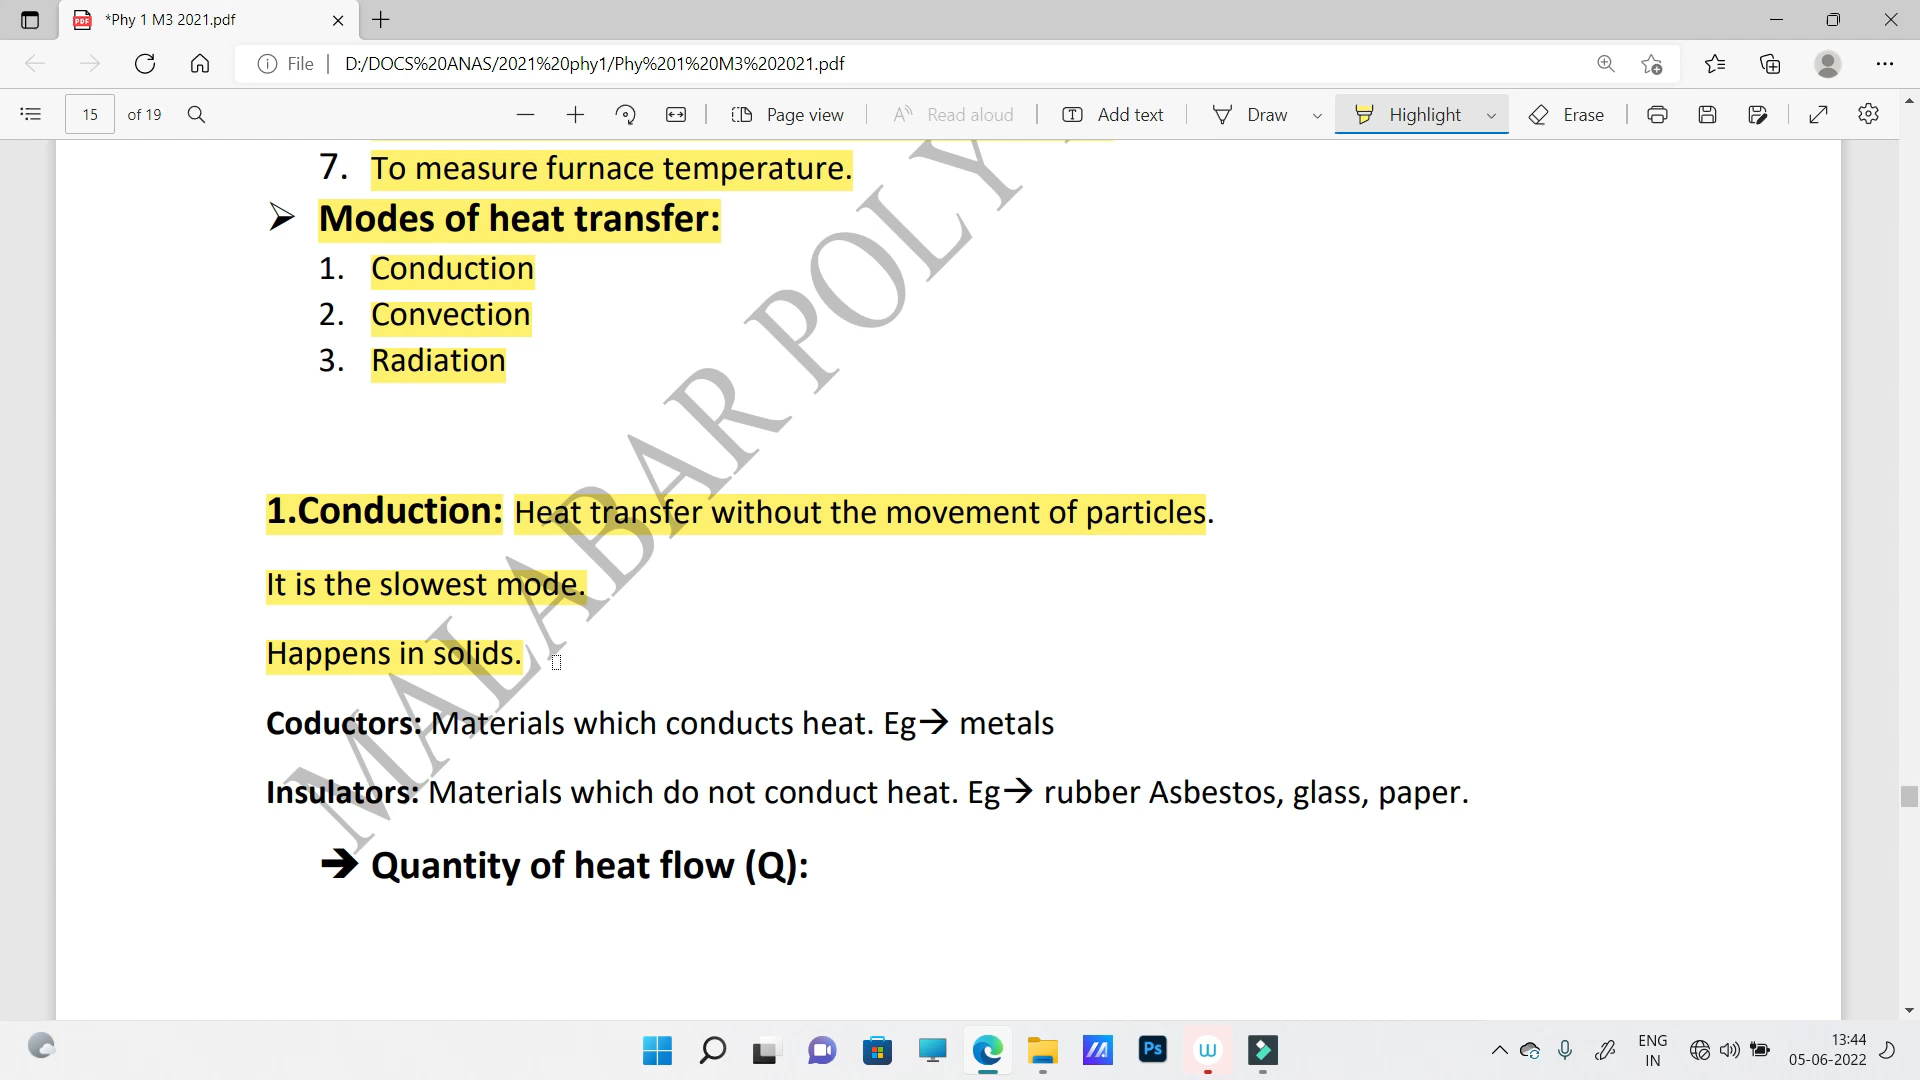 *Phy 1 M3 2021.pdf
File
D:/DOCS%20ANAS/2021%20phy1/Phy%201%20M3%202021.pdf
15 of 19
Page view
Read aloud
Add text
Draw
Highlight
Erase
7. To measure furnace temperature.
➢ Modes of heat transfer:
1. Conduction
2. Convection
3. Radiation
1.Conduction: Heat transfer without the movement of particles.
It is the slowest mode.
Happens in solids.
Coductors: Materials which conducts heat. Eg→ metals
Insulators: Materials which do not conduct heat. Eg→ rubber Asbestos, glass, paper.
➔ Quantity of heat flow (Q):
MALABAR POLY
PDF
Ps
W
ENG
IN
13:44
05-06-2022